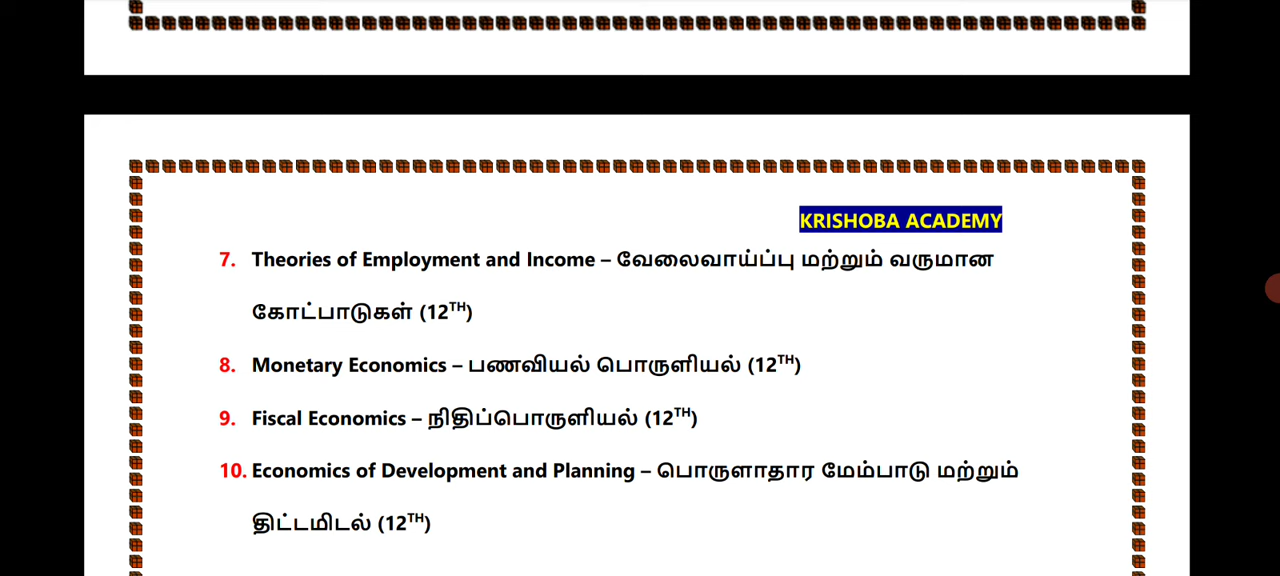 KRISHOBA ACADEMY
7. Theories of Employment and Income – வேலைவாய்ப்பு மற்றும் வருமான
கோட்பாடுகள் (12TH)
8. Monetary Economics – பணவியல் பொருளியல் (12TH)
9. Fiscal Economics – நிதிப்பொருளியல் (12TH)
10. Economics of Development and Planning – பொருளாதார மேம்பாடு மற்றும்
திட்டமிடல் (12TH)